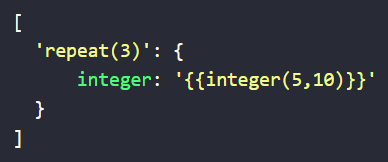 [
  'repeat(3)': {
      integer: '{{integer(5,10)}}'
  }
]